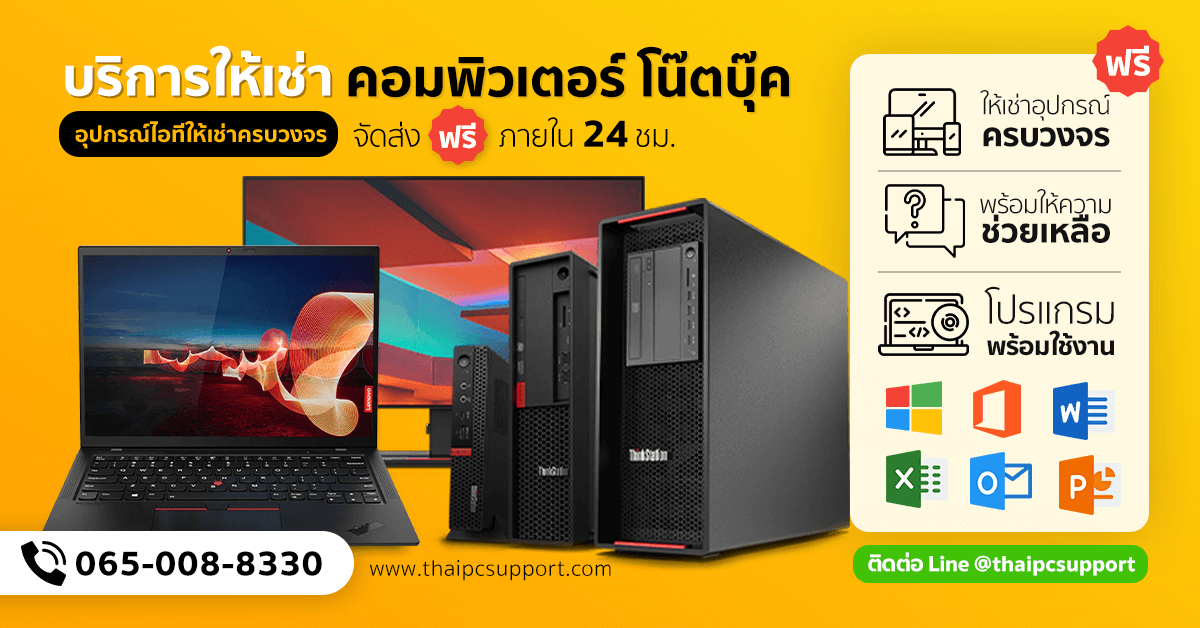 บริการให้เช่า คอมพิวเตอร์ โน๊ตบุ๊ค
อุปกรณ์ไอทีให้เช่าครบวงจร จัดส่ง ฟรี ภายใน 24 ชม.
ฟรี
ให้เช่าอุปกรณ์
ครบวงจร
พร้อมให้ความ
ช่วยเหลือ
โปรแกรม
พร้อมใช้งาน
W
X
O
P
Lenovo
ThinkStation
ThinkStation
065-008-8330
www.thaipcsupport.com
ติดต่อ Line @thaipcsupport